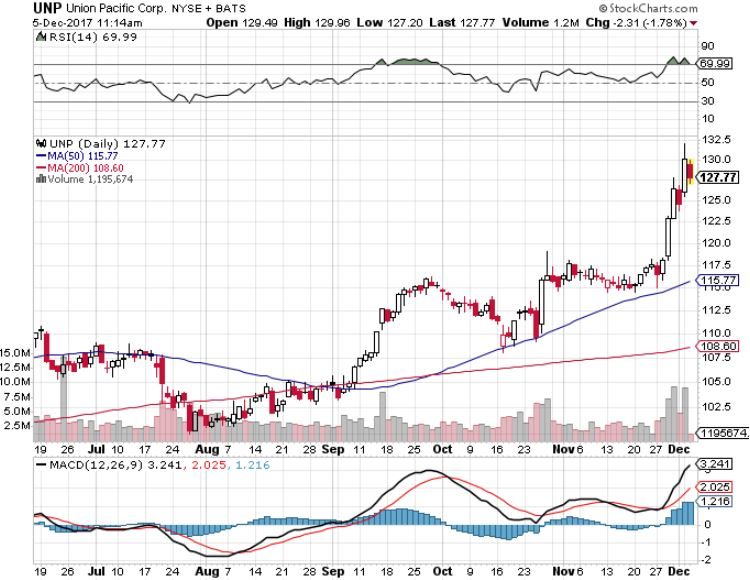 UNP Union Pacific Corp. NYSE + BATS © StockCharts.com
5-Dec-2017 11:14am Open 129.49 High 129.96 Low 127.20 Last 127.77 Volume 1.2M Chg -2.31 (-1.78%)
RSI(14) 69.99
90
69.99
50
30
10
UNP (Daily) 127.77
MA(50) 115.77
MA(200) 108.60
Volume 1,195,674
132.5
130.0
127.77
125.0
122.5
120.0
117.5
115.77
115.0
112.5
110.0
108.60
107.5
105.0
102.5
1195674
15.0M
12.5M
10.0M
7.5M
5.0M
2.5M
19 26 Jul 10 17 24 Aug 7 14 21 28 Sep 11 18 25 Oct 9 16 23 Nov 6 13 20 27 Dec
MACD(12,26,9) 3.241, 2.025, 1.216
3.241
2.025
1.216
0
-1
-2
19 26 Jul 10 17 24 Aug 7 14 21 28 Sep 11 18 25 Oct 9 16 23 Nov 6 13 20 27 Dec